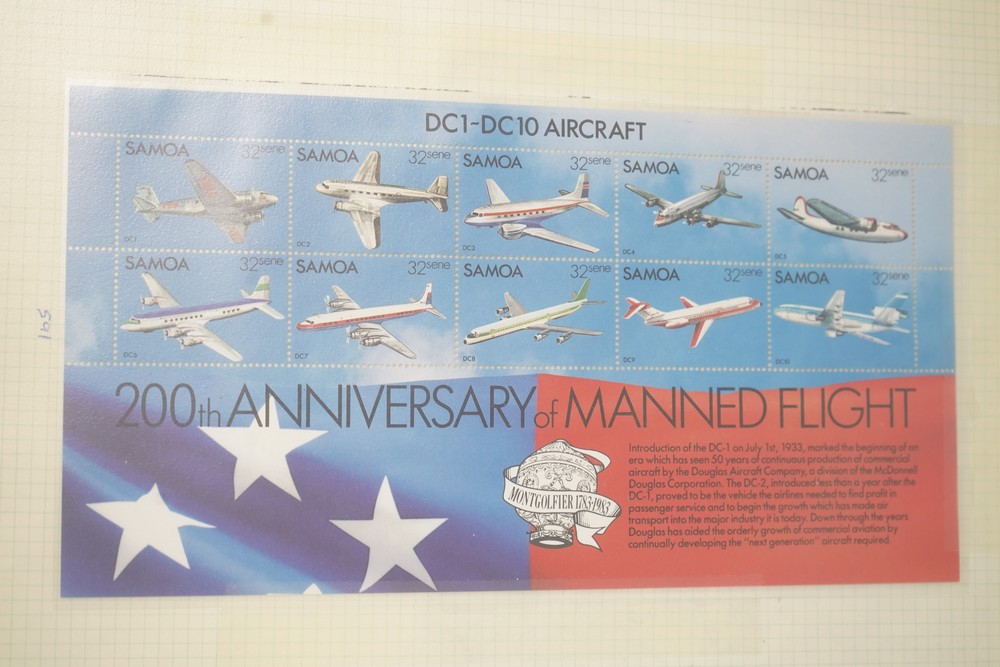 DC1-DC10 AIRCRAFT
SAMOA 32sene
DC1
SAMOA 32sene
DC2
SAMOA 32sene
DC3
SAMOA 32sene
DC4
SAMOA 32sene
DC5
SAMOA 32sene
DC6
SAMOA 32sene
DC7
SAMOA 32sene
DC8
SAMOA 32sene
DC9
SAMOA 32sene
DC10
165
200th ANNIVERSARY of MANNED FLIGHT
MONTGOLFIER 1783-1983
Introduction of the DC-1 on July 1st, 1933, marked the beginning of an
era which has seen 50 years of continuous production of commercial
aircraft by the Douglas Aircraft Company, a division of the McDonnell
Douglas Corporation. The DC-2, introduced less than a year after the
DC-1, proved to be the vehicle the airlines needed to find profit in
passenger service and to begin the growth which has made air
transport into the major industry it is today. Down through the years
Douglas has aided the orderly growth of commercial aviation by
continually developing the "next generation" aircraft required.